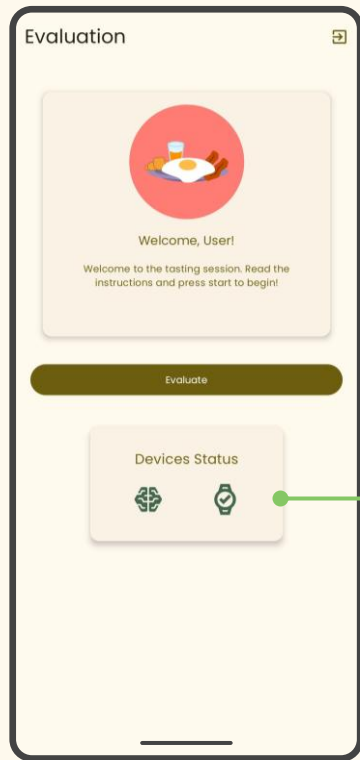 Evaluation
Welcome, User!
Welcome to the tasting session. Read the
instructions and press start to begin!
Evaluate
Devices Status